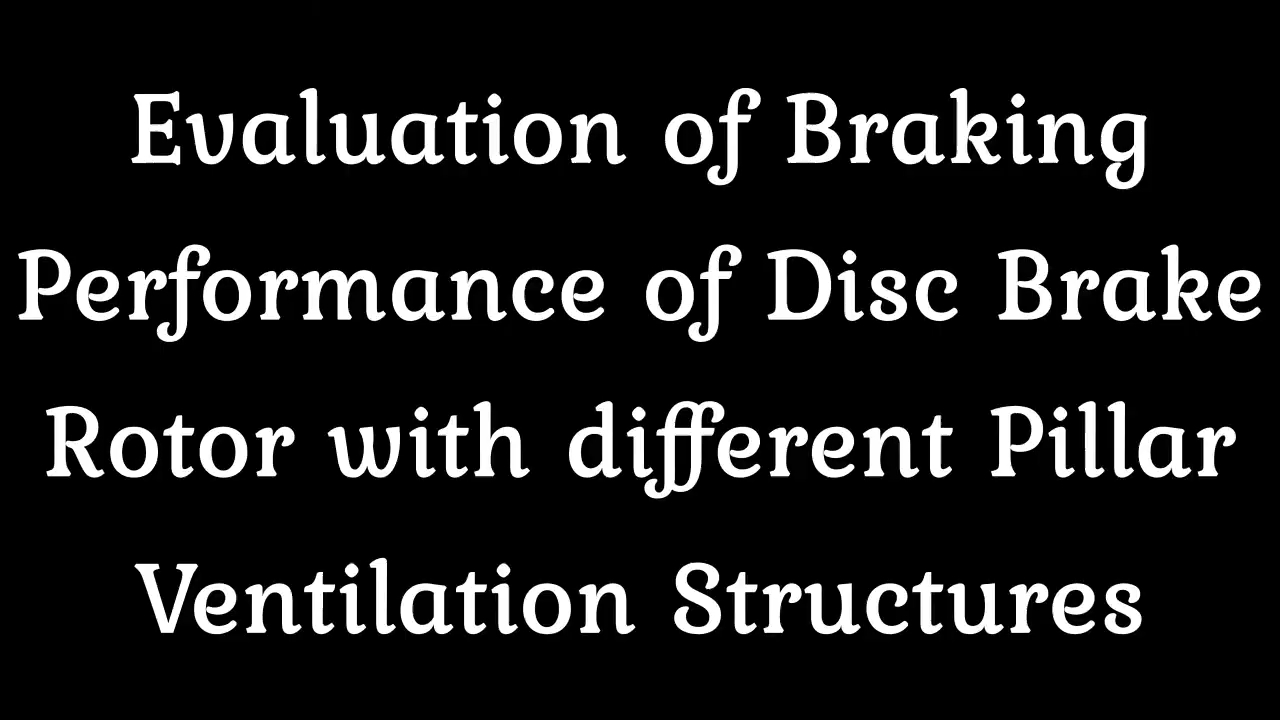 Evaluation of Braking
Performance of Disc Brake
Rotor with different Pillar
Ventilation Structures